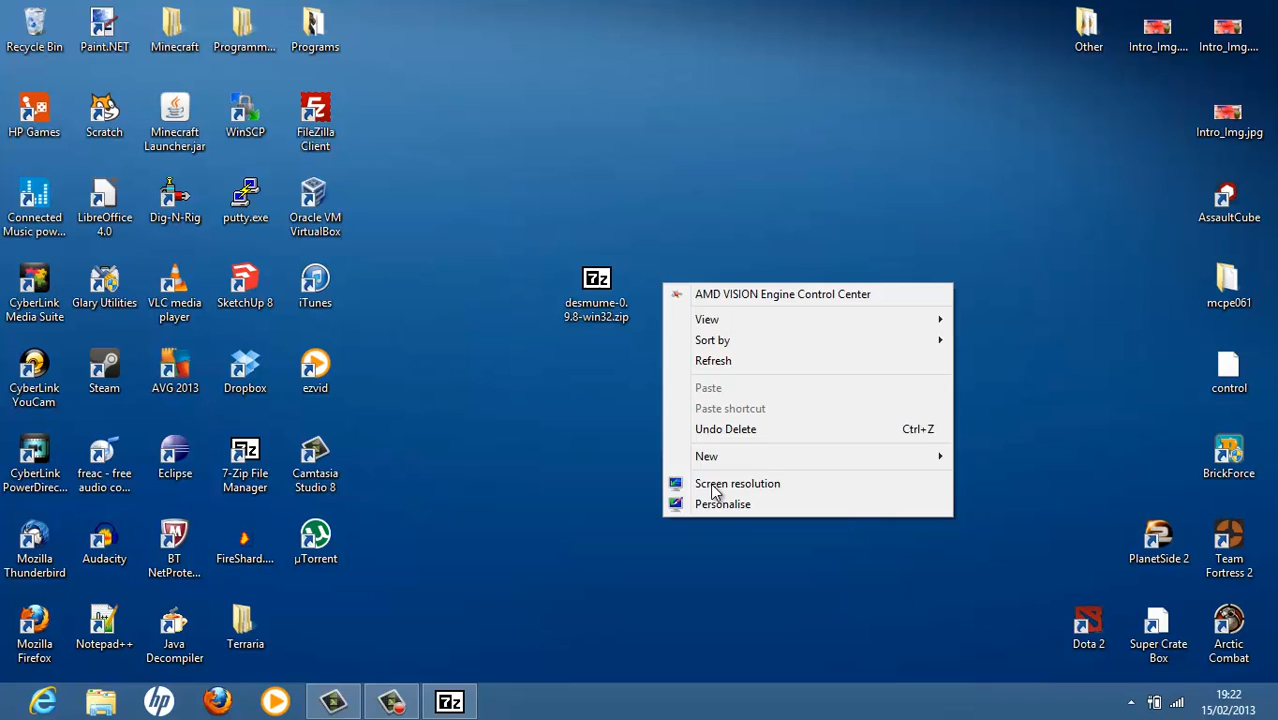 Recycle Bin
Paint.NET
Minecraft
Programm...
Programs
Other
Intro_Img....
Intro_Img....
HP Games
Scratch
Minecraft
Launcher.jar
WinSCP
FileZilla
Client
Intro_Img.jpg
Connected
Music pow...
LibreOffice
4.0
Dig-N-Rig
putty.exe
Oracle VM
VirtualBox
AssaultCube
CyberLink
Media Suite
Glary Utilities
VLC media
player
SketchUp 8
iTunes
7z
desmume-0.
9.8-win32.zip
mcpe061
AMD VISION Engine Control Center
View
Sort by
Refresh
Paste
Paste shortcut
Undo Delete Ctrl+Z
New
Screen resolution
Personalise
CyberLink
YouCam
Steam
AVG 2013
Dropbox
ezvid
control
CyberLink
PowerDirec...
freac - free
audio co...
Eclipse
7z
7-Zip File
Manager
Camtasia
Studio 8
BrickForce
Mozilla
Thunderbird
Audacity
BT
NetProte...
FireShard....
µTorrent
PlanetSide 2
Team
Fortress 2
Mozilla
Firefox
Notepad++
Java
Decompiler
Terraria
Dota 2
Super Crate
Box
Arctic
Combat
hp
7z
19:22
15/02/2013